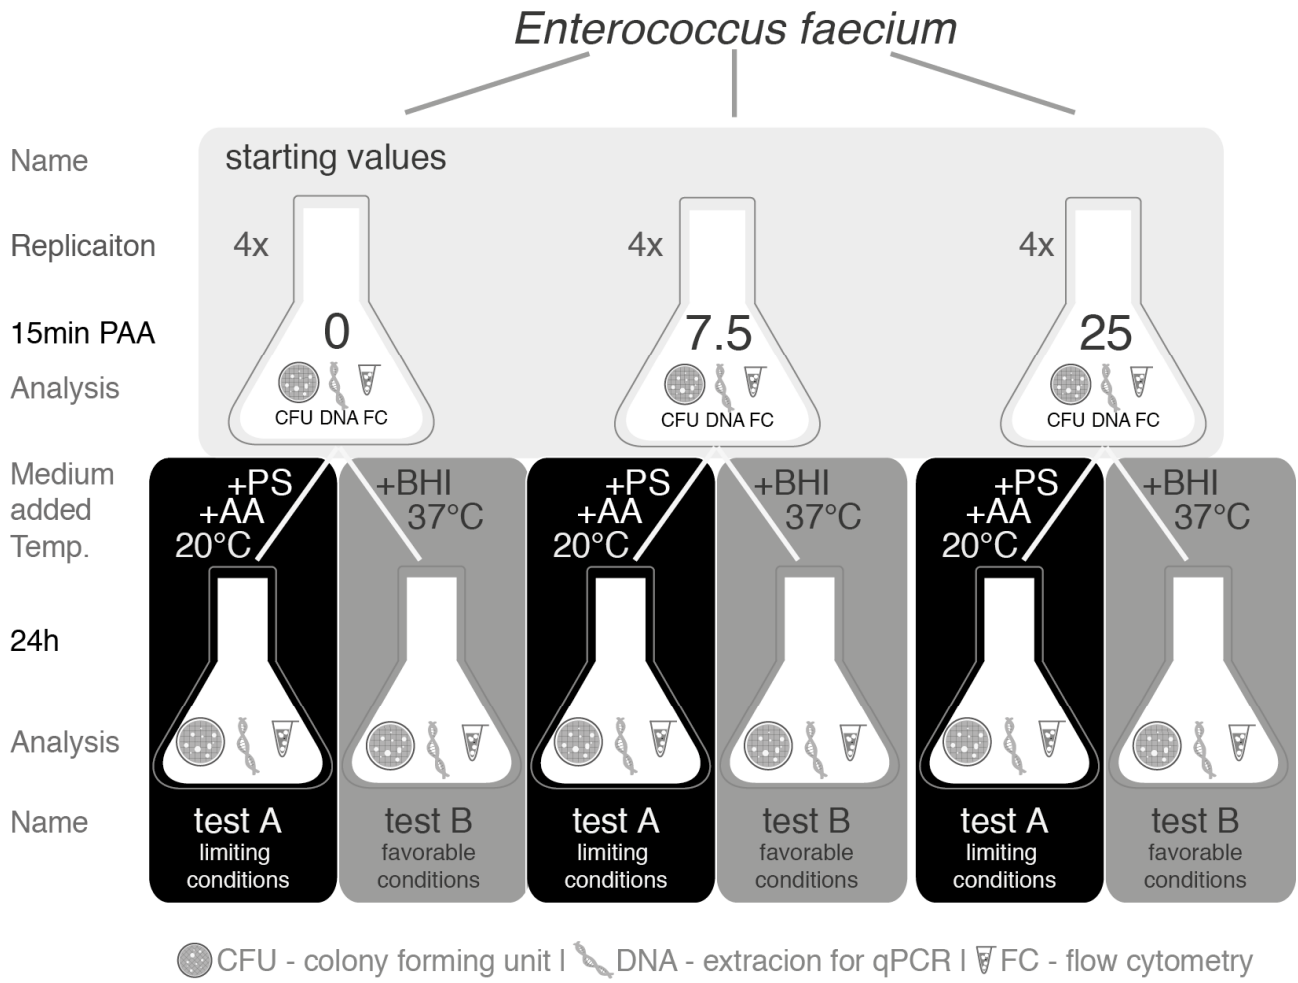 Enterococcus faecium
Name
starting values
Replicaiton
4x
4x
4x
15min PAA
0
7.5
25
Analysis
CFU DNA FC
CFU DNA FC
CFU DNA FC
Medium
added
Temp.
+PS
+AA
20°C
+BHI
37°C
+PS
+AA
20°C
+BHI
37°C
+PS
+AA
20°C
+BHI
37°C
24h
Analysis
Name
test A
limiting
conditions
test B
favorable
conditions
test A
limiting
conditions
test B
favorable
conditions
test A
limiting
conditions
test B
favorable
conditions
CFU - colony forming unit | DNA - extracion for qPCR | FC - flow cytometry